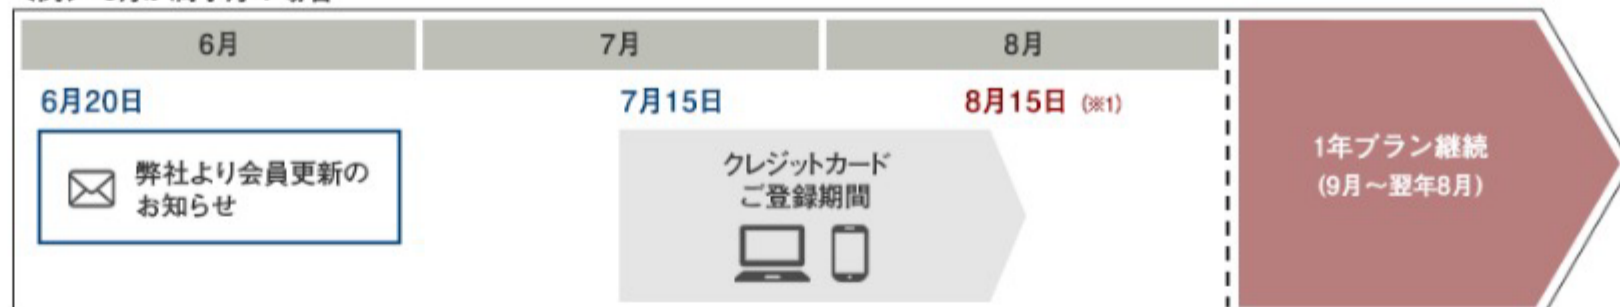 6月
7月
8月
6月20日
7月15日
8月15日 (※1)
弊社より会員更新の
お知らせ
クレジットカード
ご登録期間
1年プラン継続
(9月～翌年8月)